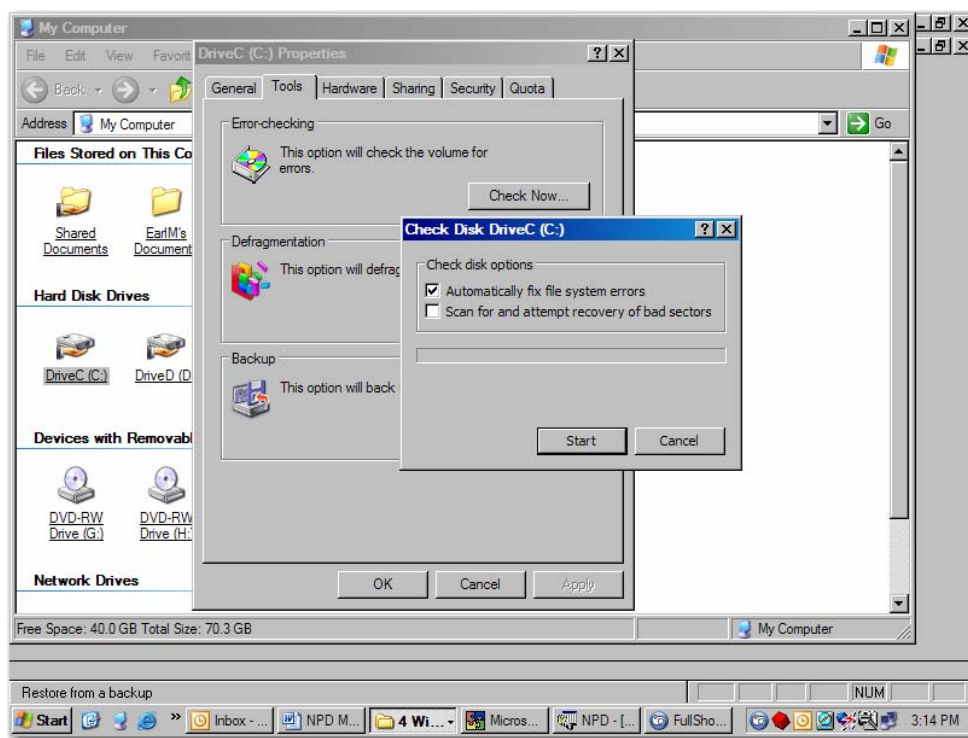 My Computer
File Edit View Favorit
Back
Address My Computer
Go
Files Stored on This Co
Shared Documents
EarlM's Document
Hard Disk Drives
DriveC (C:)
DriveD (D
Devices with Removabl
DVD-RW Drive (G:)
DVD-RW Drive (H:
Network Drives
Free Space: 40.0 GB Total Size: 70.3 GB
My Computer
DriveC (C:) Properties
General Tools Hardware Sharing Security Quota
Error-checking
This option will check the volume for
errors.
Check Now...
Defragmentation
This option will defrag
Backup
This option will back
OK Cancel Apply
Check Disk DriveC (C:)
Check disk options
Automatically fix file system errors
Scan for and attempt recovery of bad sectors
Start Cancel
Restore from a backup
NUM
Start » Inbox - ... NPD M... 4 Wi... Micros... NPD - [... FullSho... 3:14 PM